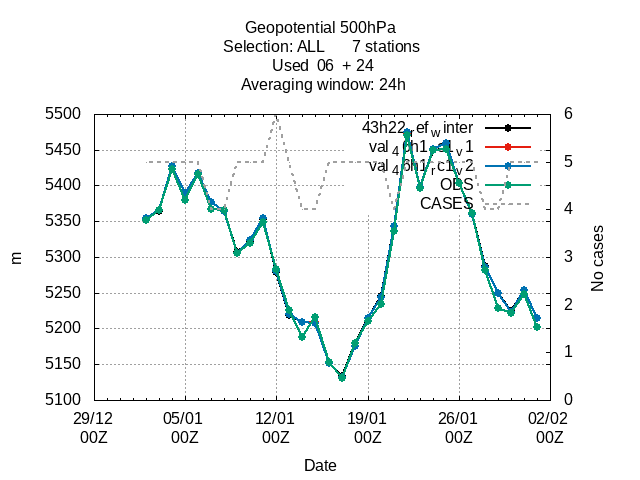 Geopotential 500hPa
Selection: ALL 7 stations
Used 06 + 24
Averaging window: 24h
43h22_ref_winter
OBS
CASES
5500
5450
5400
5350
5300
5250
5200
5150
5100
m
6
5
4
3
2
1
0
No cases
29/12 05/01 12/01 19/01 26/01 02/02
00Z 00Z 00Z 00Z 00Z 00Z
Date